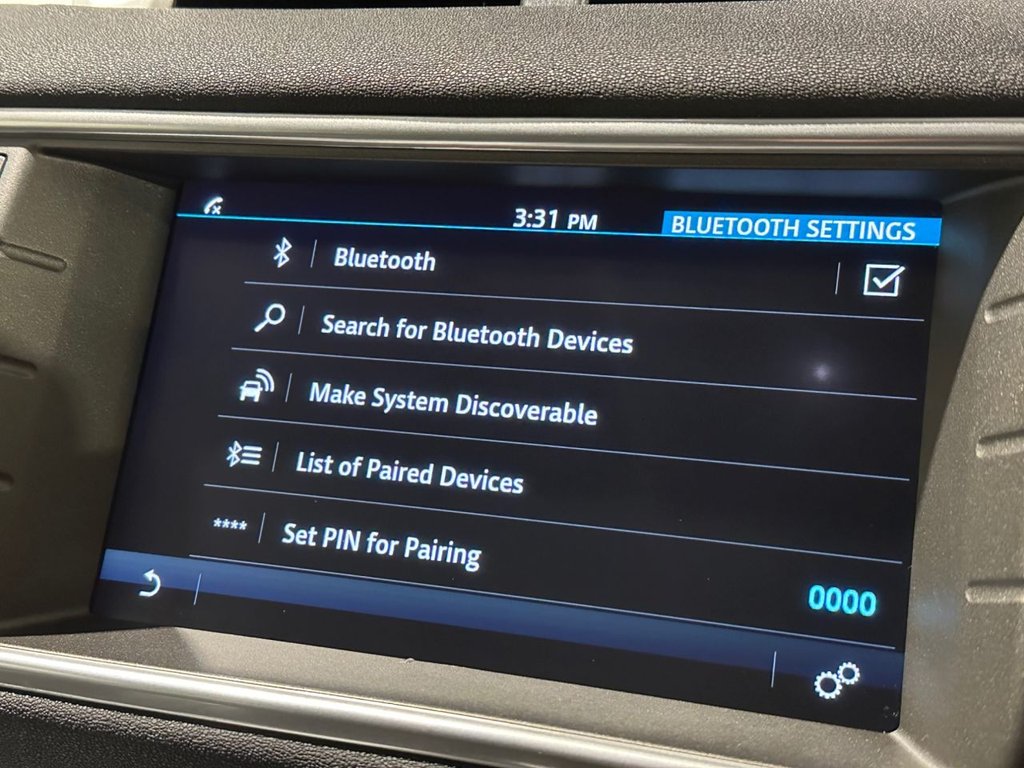 3:31 PM
BLUETOOTH SETTINGS
Bluetooth
Search for Bluetooth Devices
Make System Discoverable
List of Paired Devices
**** Set PIN for Pairing
0000